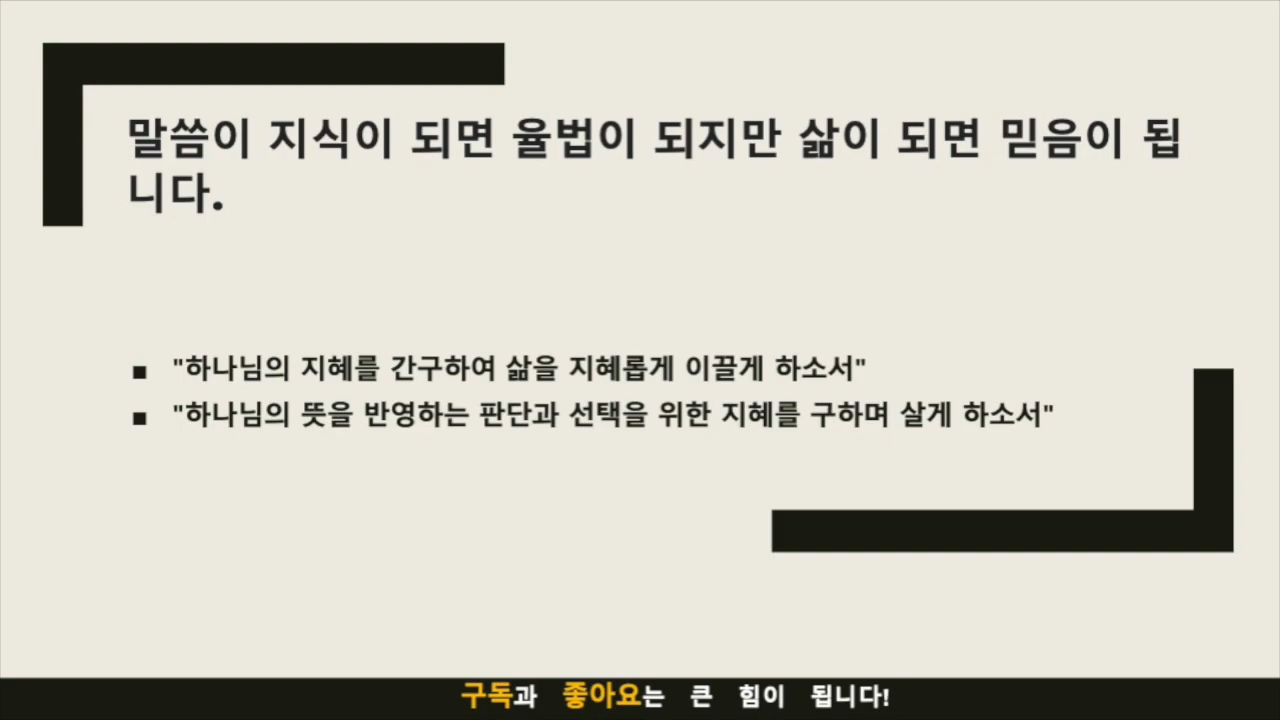 말씀이 지식이 되면 율법이 되지만 삶이 되면 믿음이 됩
니다.
■ "하나님의 지혜를 간구하여 삶을 지혜롭게 이끌게 하소서"
■ "하나님의 뜻을 반영하는 판단과 선택을 위한 지혜를 구하며 살게 하소서"
구독과 좋아요는 큰 힘이 됩니다!